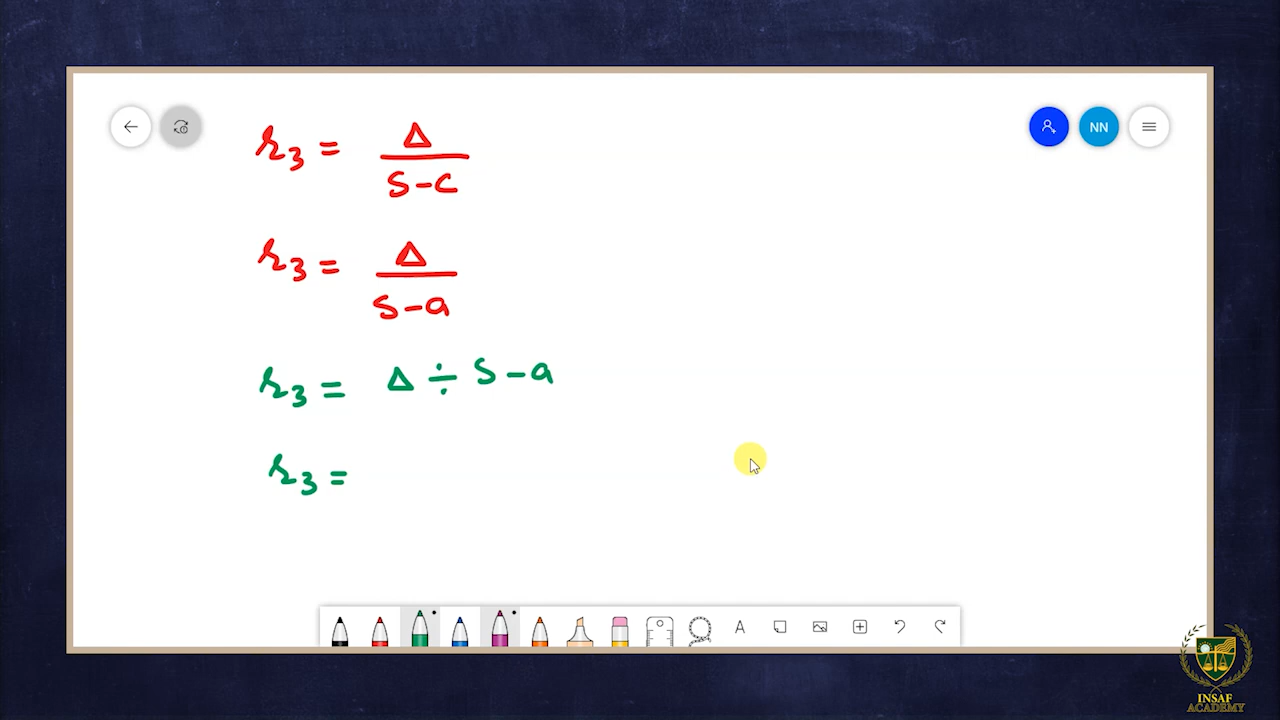 r₃ = Δ / S-C
NN
r₃ = Δ / S-a
r₃ = Δ ÷ S-a
r₃ =
A
INSAF
ACADEMY